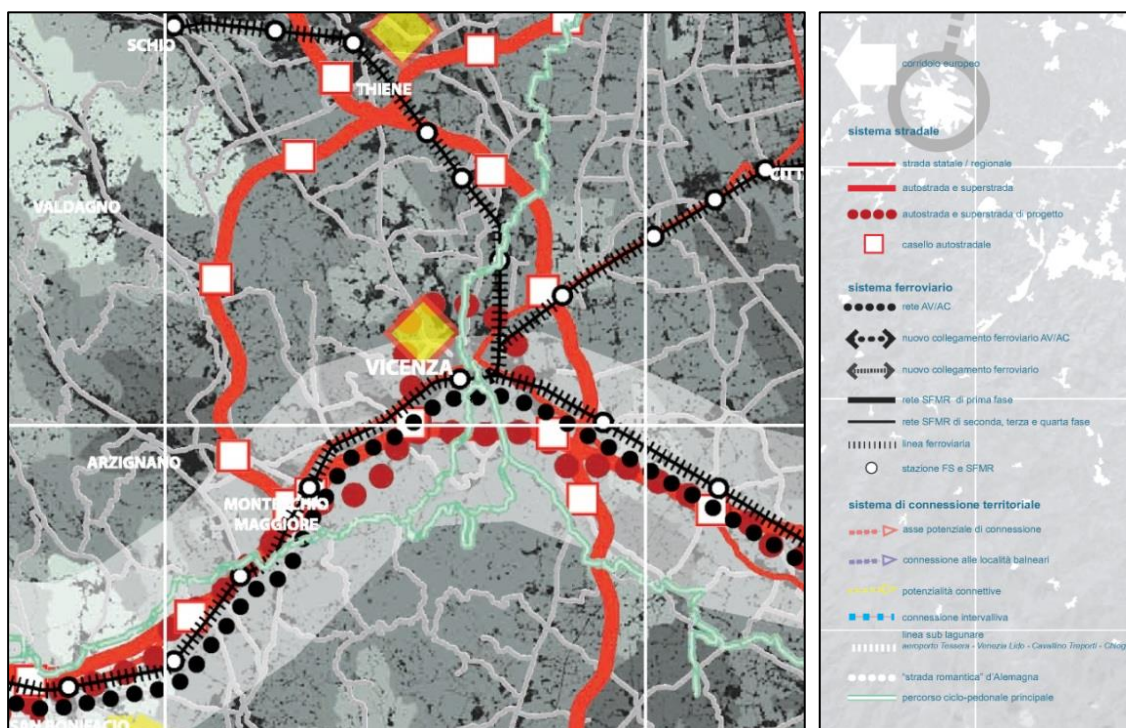 SCHIO
THIENE
CITT
VALDAGNO
VICENZA
ARZIGNANO
MONTECCHIO
MAGGIORE
SAN BONIFACIO
corridoio europeo
sistema stradale
strada statale / regionale
autostrada e superstrada
autostrada e superstrada di progetto
casello autostradale
sistema ferroviario
rete AV/AC
nuovo collegamento ferroviario AV/AC
nuovo collegamento ferroviario
rete SFMR di prima fase
rete SFMR di seconda, terza e quarta fase
linea ferroviaria
stazione FS e SFMR
sistema di connessione territoriale
asse potenziale di connessione
connessione alle località balneari
potenzialità connettive
connessione intervalliva
linea sub lagunare
aeroporto Tessera - Venezia Lido - Cavallino Treporti - Chiog
"strada romantica" d'Alemagna
percorso ciclo-pedonale principale